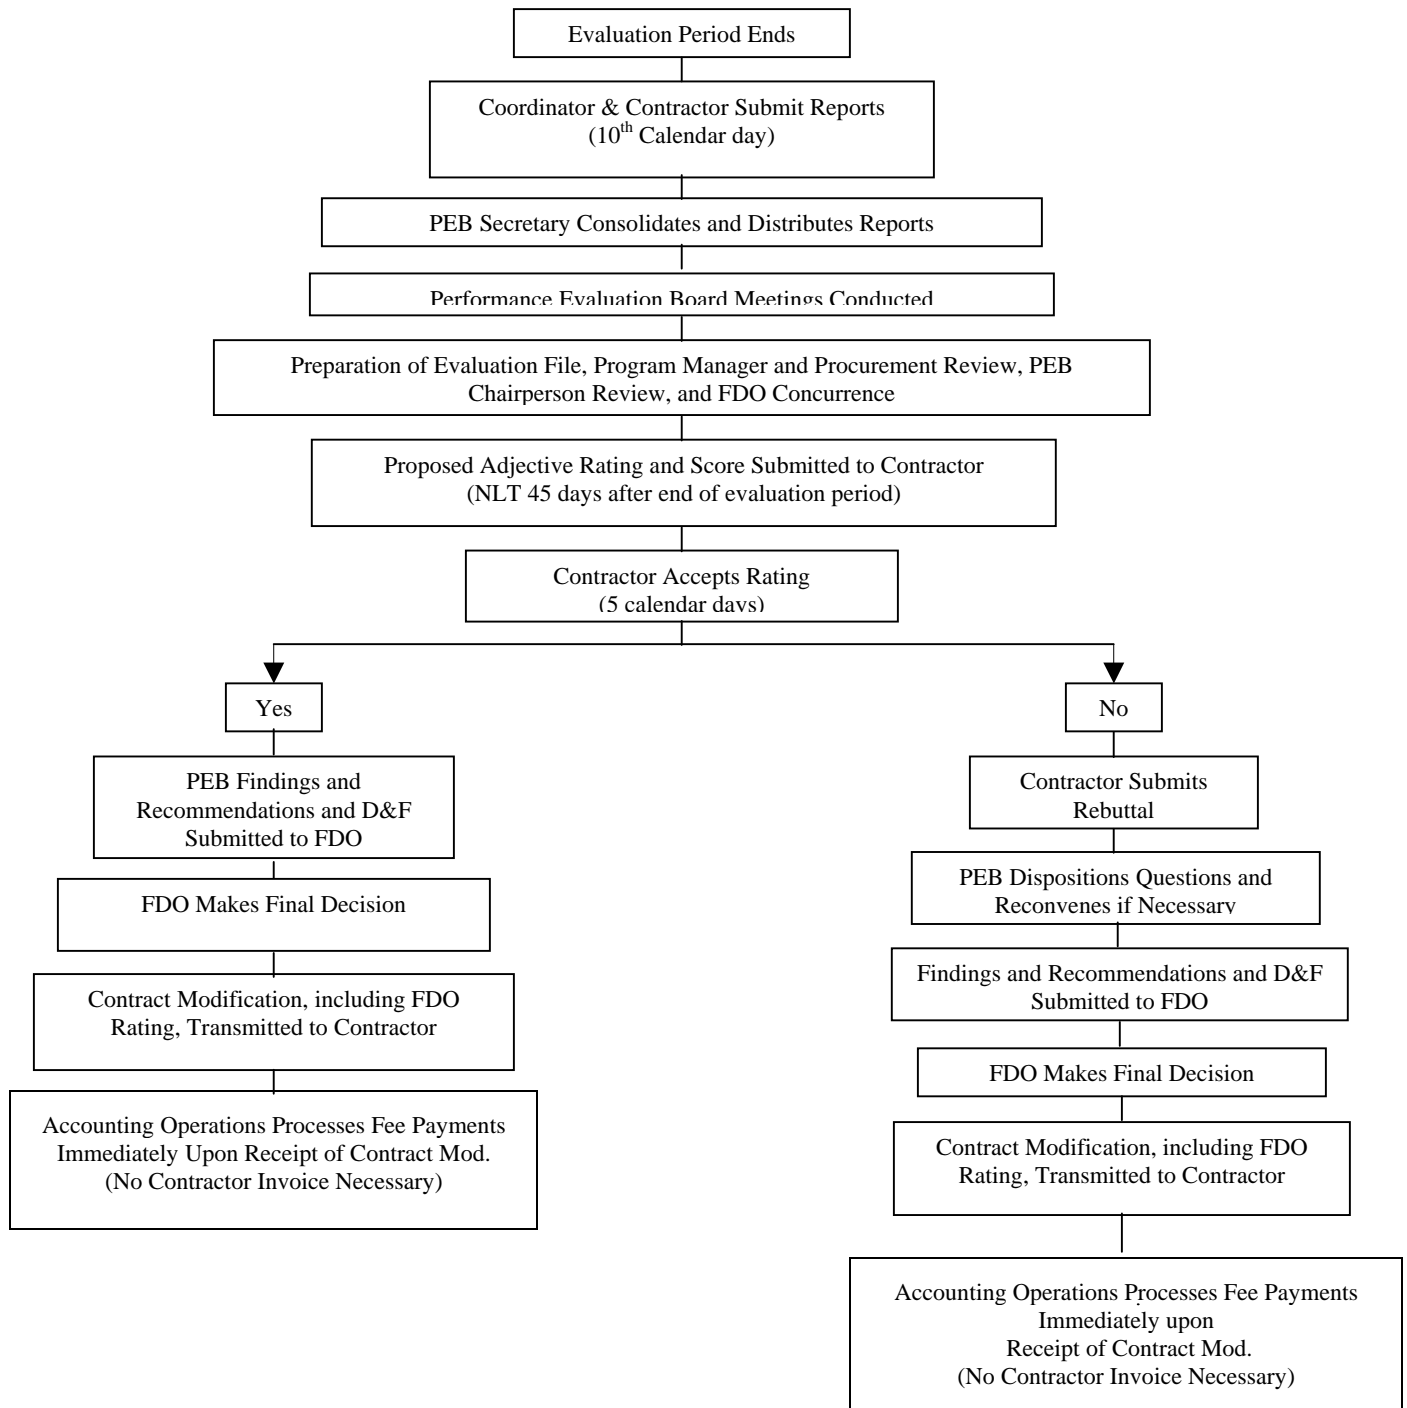 Evaluation Period Ends
Coordinator & Contractor Submit Reports
(10th Calendar day)
PEB Secretary Consolidates and Distributes Reports
Performance Evaluation Board Meetings Conducted
Preparation of Evaluation File, Program Manager and Procurement Review, PEB
Chairperson Review, and FDO Concurrence
Proposed Adjective Rating and Score Submitted to Contractor
(NLT 45 days after end of evaluation period)
Contractor Accepts Rating
(5 calendar days)
Yes
PEB Findings and
Recommendations and D&F
Submitted to FDO
FDO Makes Final Decision
Contract Modification, including FDO
Rating, Transmitted to Contractor
Accounting Operations Processes Fee Payments
Immediately Upon Receipt of Contract Mod.
(No Contractor Invoice Necessary)
No
Contractor Submits
Rebuttal
PEB Dispositions Questions and
Reconvenes if Necessary
Findings and Recommendations and D&F
Submitted to FDO
FDO Makes Final Decision
Contract Modification, including FDO
Rating, Transmitted to Contractor
Accounting Operations Processes Fee Payments
Immediately upon
Receipt of Contract Mod.
(No Contractor Invoice Necessary)